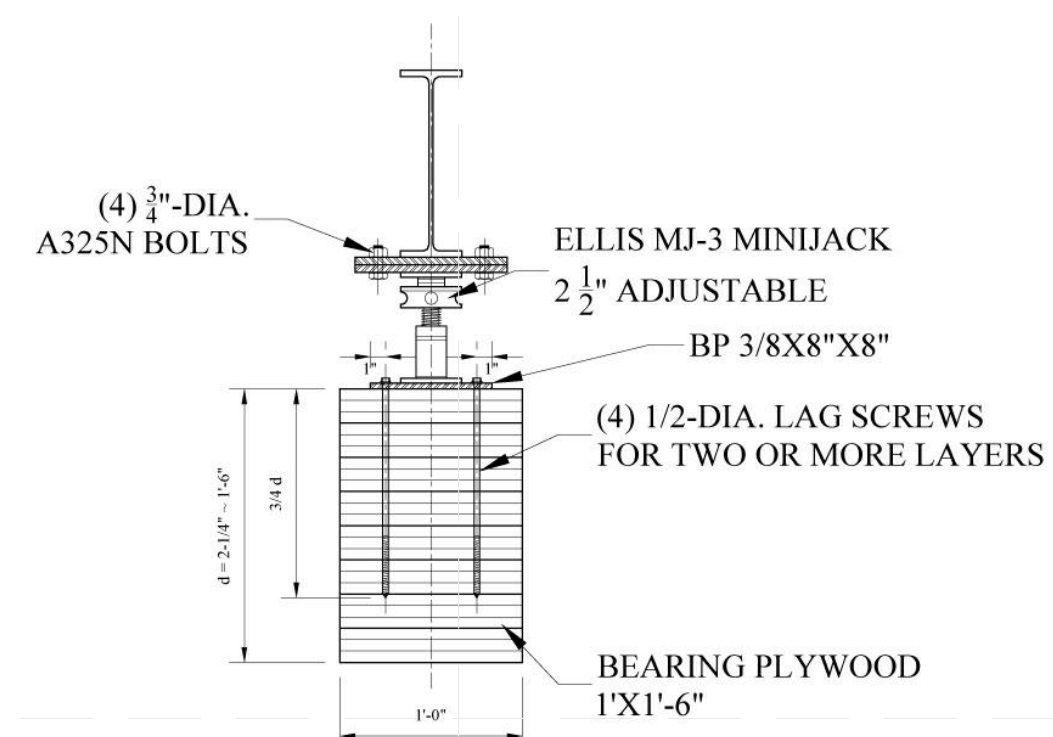 (4) 3/4"-DIA.
A325N BOLTS
ELLIS MJ-3 MINIJACK
2 1/2" ADJUSTABLE
BP 3/8X8"X8"
1"
1"
(4) 1/2-DIA. LAG SCREWS
FOR TWO OR MORE LAYERS
d = 2-1/4" ~ 1'-6"
3/4 d
BEARING PLYWOOD
1'X1'-6"
1'-0"